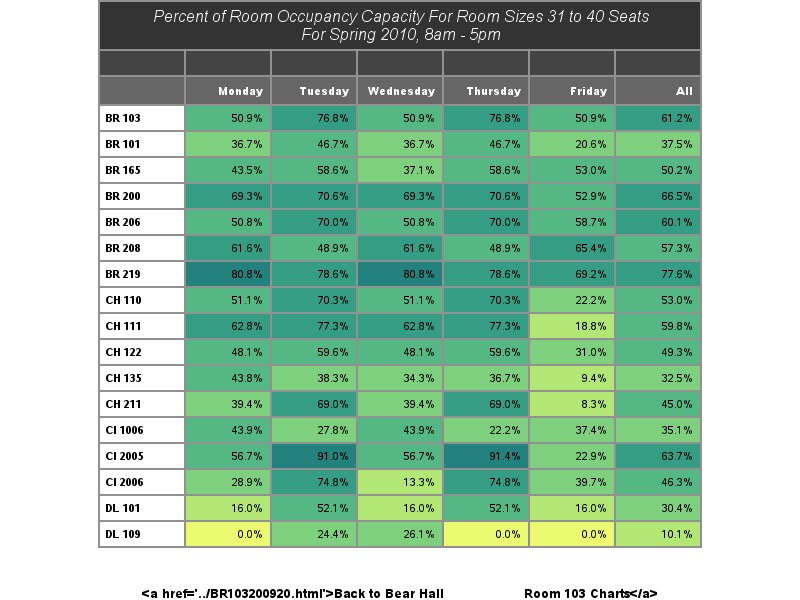 Percent of Room Occupancy Capacity For Room Sizes 31 to 40 Seats
For Spring 2010, 8am - 5pm
Monday Tuesday Wednesday Thursday Friday All
BR 103 50.9% 76.8% 50.9% 76.8% 50.9% 61.2%
BR 101 36.7% 46.7% 36.7% 46.7% 20.6% 37.5%
BR 165 43.5% 58.6% 37.1% 58.6% 53.0% 50.2%
BR 200 69.3% 70.6% 69.3% 70.6% 52.9% 66.5%
BR 206 50.8% 70.0% 50.8% 70.0% 58.7% 60.1%
BR 208 61.6% 48.9% 61.6% 48.9% 65.4% 57.3%
BR 219 80.8% 78.6% 80.8% 78.6% 69.2% 77.6%
CH 110 51.1% 70.3% 51.1% 70.3% 22.2% 53.0%
CH 111 62.8% 77.3% 62.8% 77.3% 18.8% 59.8%
CH 122 48.1% 59.6% 48.1% 59.6% 31.0% 49.3%
CH 135 43.8% 38.3% 34.3% 36.7% 9.4% 32.5%
CH 211 39.4% 69.0% 39.4% 69.0% 8.3% 45.0%
CI 1006 43.9% 27.8% 43.9% 22.2% 37.4% 35.1%
CI 2005 56.7% 91.0% 56.7% 91.4% 22.9% 63.7%
CI 2006 28.9% 74.8% 13.3% 74.8% 39.7% 46.3%
DL 101 16.0% 52.1% 16.0% 52.1% 16.0% 30.4%
DL 109 0.0% 24.4% 26.1% 0.0% 0.0% 10.1%
<a href='../BR103200920.html'>Back to Bear Hall Room 103 Charts</a>